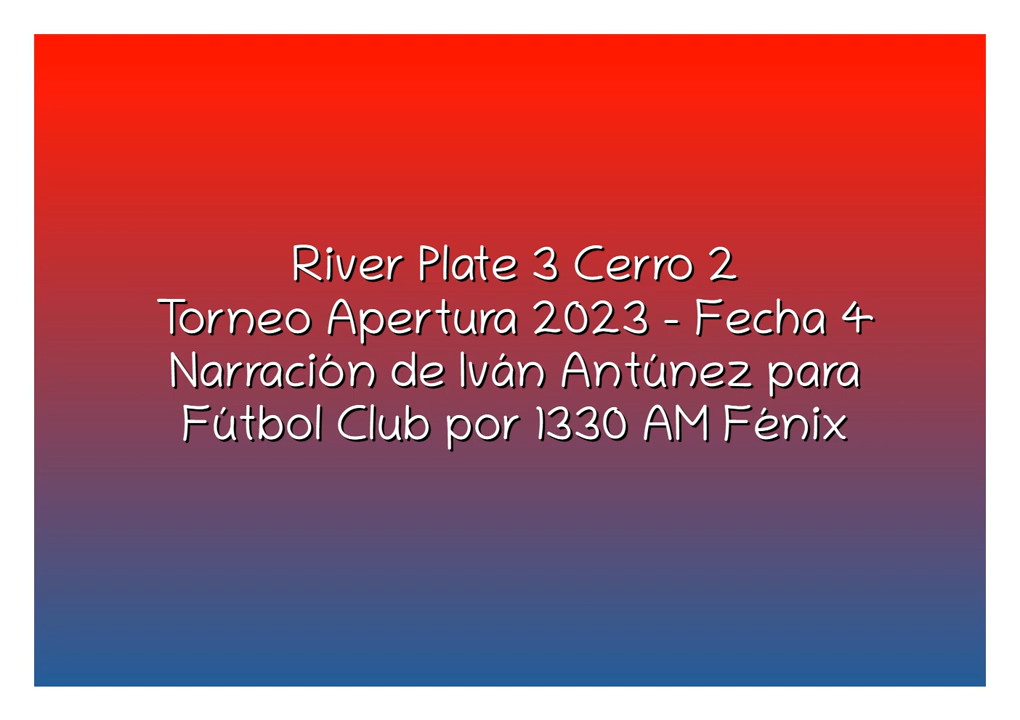 River Plate 3 Cerro 2
Torneo Apertura 2023 - Fecha 4
Narración de Iván Antúnez para
Fútbol Club por 1330 AM Fénix